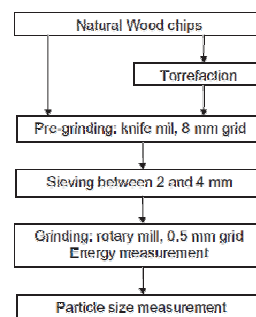 Natural Wood chips
Torrefaction
Pre-grinding: knife mil, 8 mm grid
Sieving between 2 and 4 mm
Grinding: rotary mill, 0,5 mm grid
Energy measurement
Particle size measurement